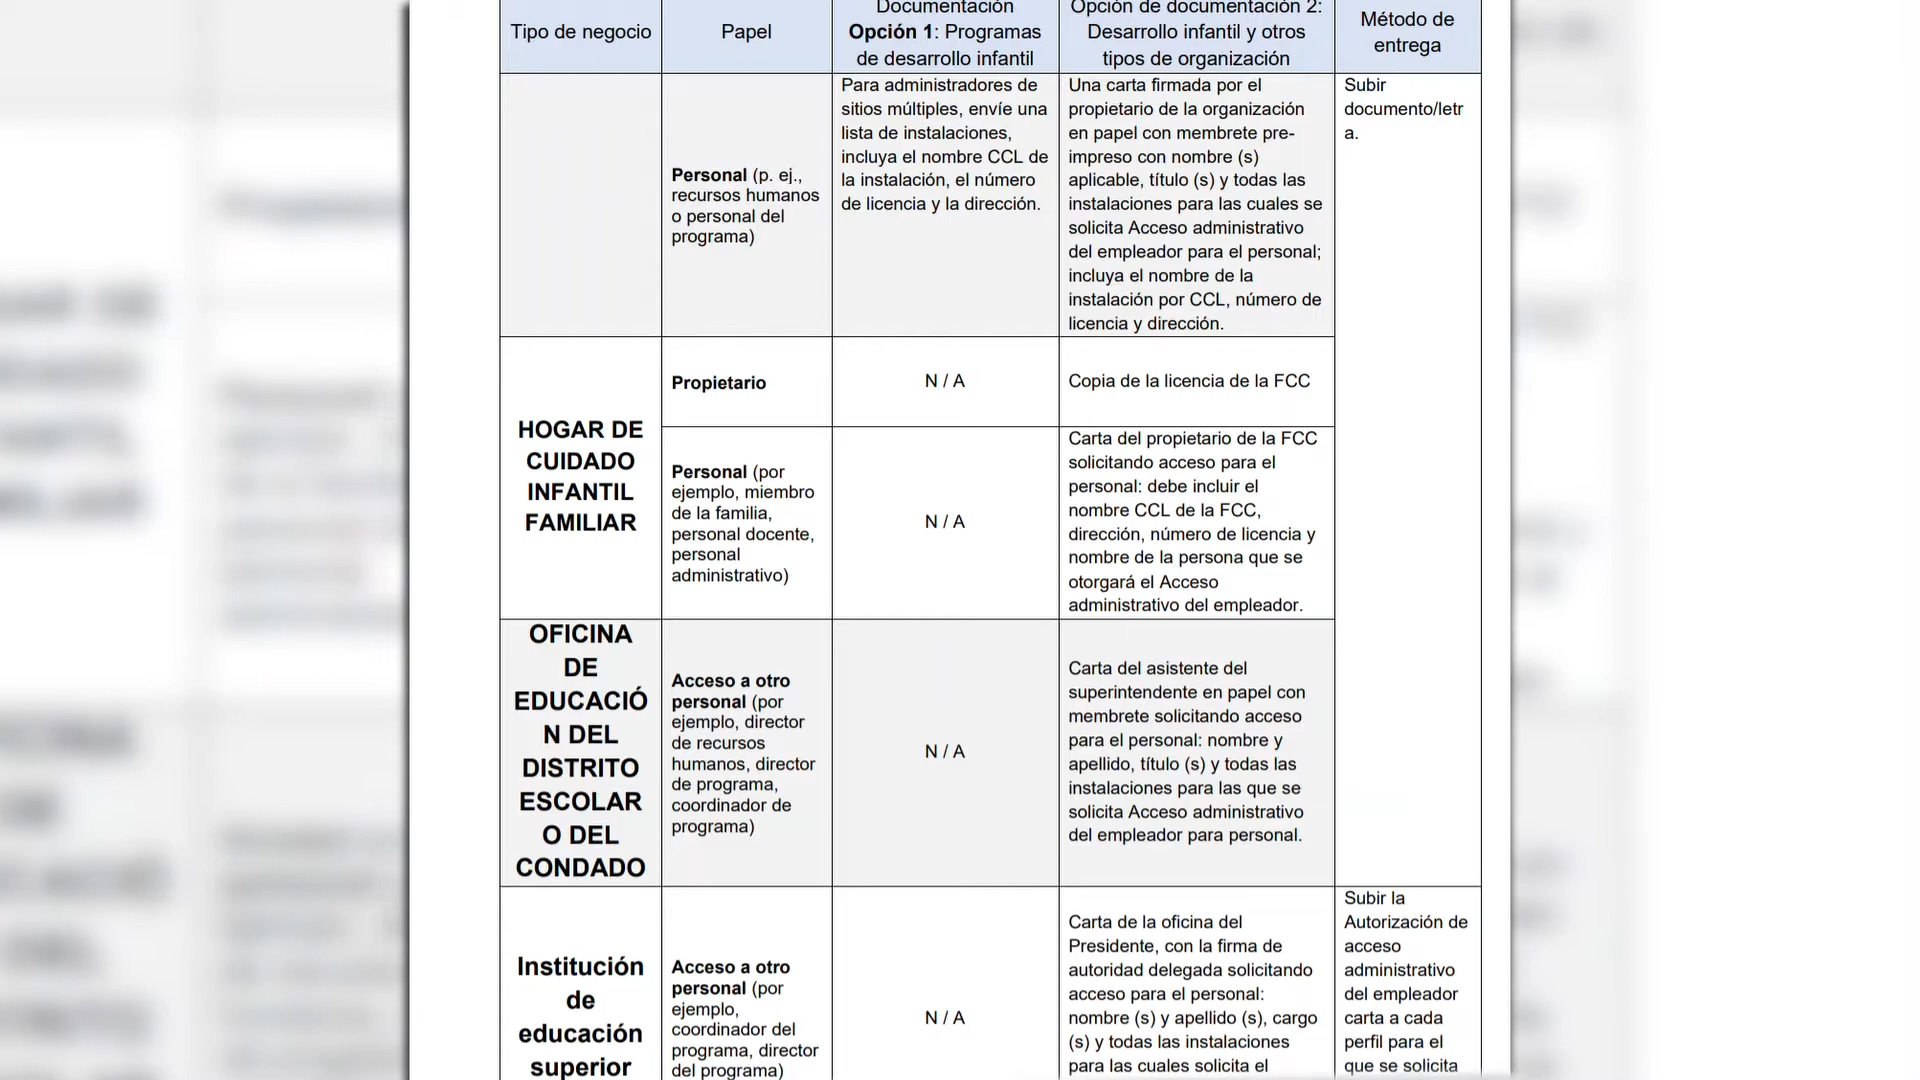 Tipo de negocio
Papel
Documentación
Opción 1: Programas
de desarrollo infantil
Opción de documentación 2:
Desarrollo infantil y otros
tipos de organización
Método de
entrega
Personal (p. ej.,
recursos humanos
o personal del
programa)
Para administradores de
sitios múltiples, envíe una
lista de instalaciones,
incluya el nombre CCL de
la instalación, el número
de licencia y la dirección.
Una carta firmada por el
propietario de la organización
en papel con membrete pre-
impreso con nombre (s)
aplicable, título (s) y todas las
instalaciones para las cuales se
solicita Acceso administrativo
del empleador para el personal;
incluya el nombre de la
instalación por CCL, número de
licencia y dirección.
Subir
documento/letr
a.
HOGAR DE
CUIDADO
INFANTIL
FAMILIAR
Propietario
N / A
Copia de la licencia de la FCC
Personal (por
ejemplo, miembro
de la familia,
personal docente,
personal
administrativo)
N / A
Carta del propietario de la FCC
solicitando acceso para el
personal: debe incluir el
nombre CCL de la FCC,
dirección, número de licencia y
nombre de la persona que se
otorgará el Acceso
administrativo del empleador.
OFICINA
DE
EDUCACIÓ
N DEL
DISTRITO
ESCOLAR
O DEL
CONDADO
Acceso a otro
personal (por
ejemplo, director
de recursos
humanos, director
de programa,
coordinador de
programa)
N / A
Carta del asistente del
superintendente en papel con
membrete solicitando acceso
para el personal: nombre y
apellido, título (s) y todas las
instalaciones para las que se
solicita Acceso administrativo
del empleador para personal.
Institución
de
educación
superior
Acceso a otro
personal (por
ejemplo,
coordinador del
programa, director
del programa)
N / A
Carta de la oficina del
Presidente, con la firma de
autoridad delegada solicitando
acceso para el personal:
nombre (s) y apellido (s), cargo
(s) y todas las instalaciones
para las cuales solicita el
Subir la
Autorización de
acceso
administrativo
del empleador
carta a cada
perfil para el
que se solicita